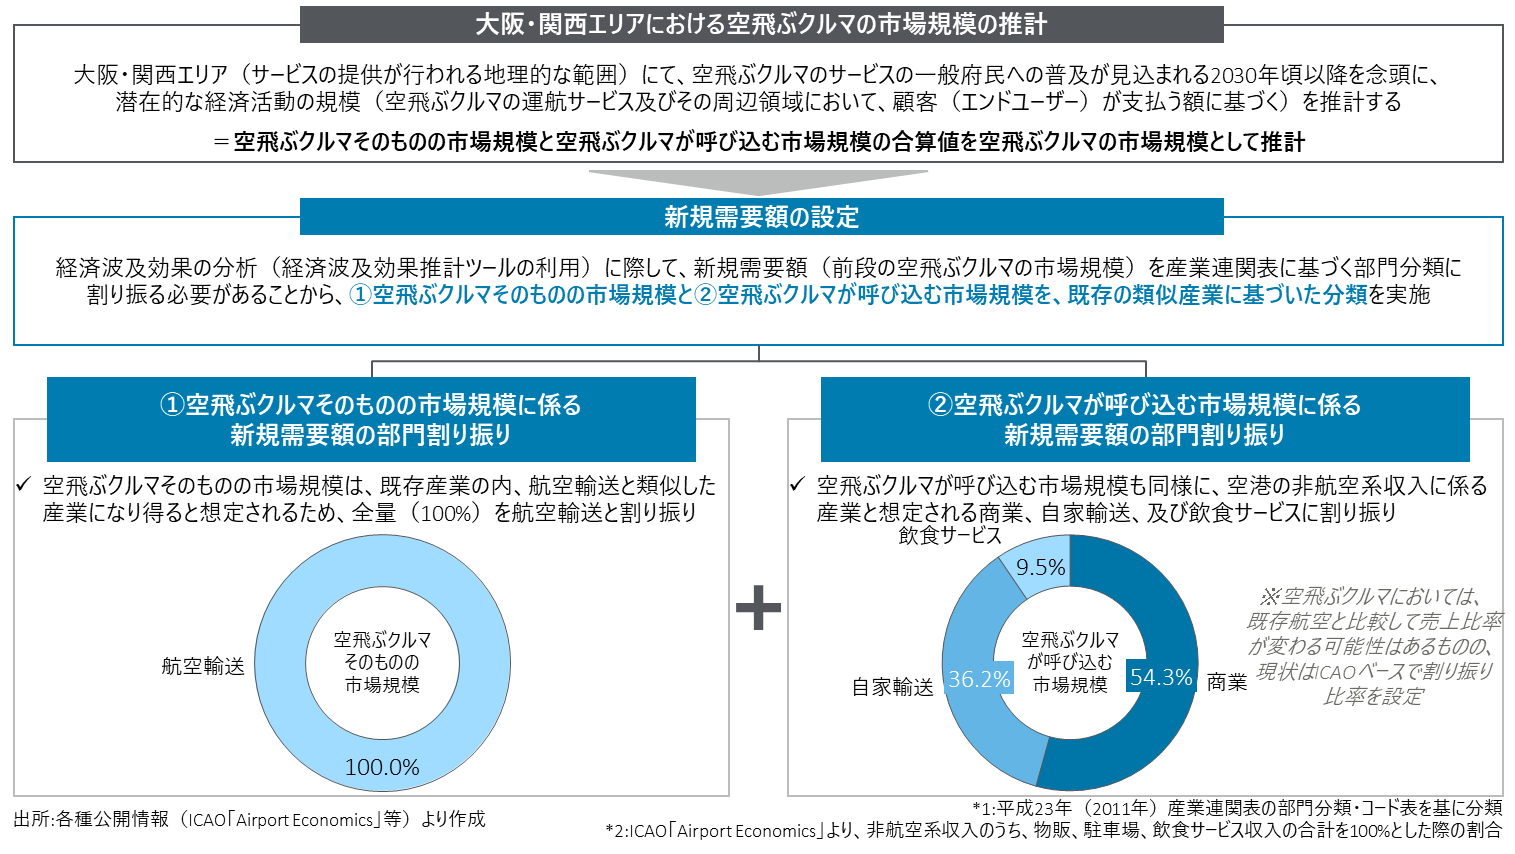 大阪・関西エリアにおける空飛ぶクルマの市場規模の推計
大阪・関西エリア（サービスの提供が行われる地理的な範囲）にて、空飛ぶクルマのサービスの一般府民への普及が見込まれる2030年頃以降を念頭に、
潜在的な経済活動の規模（空飛ぶクルマの運航サービス及びその周辺領域において、顧客（エンドユーザー）が支払う額に基づく）を推計する
＝空飛ぶクルマそのものの市場規模と空飛ぶクルマが呼び込む市場規模の合算値を空飛ぶクルマの市場規模として推計
新規需要額の設定
経済波及効果の分析（経済波及効果推計ツールの利用）に際して、新規需要額（前段の空飛ぶクルマの市場規模）を産業連関表に基づく部門分類に
割り振る必要があることから、①空飛ぶクルマそのものの市場規模と②空飛ぶクルマが呼び込む市場規模を、既存の類似産業に基づいた分類を実施
①空飛ぶクルマそのものの市場規模に係る
新規需要額の部門割り振り
✓ 空飛ぶクルマそのものの市場規模は、既存産業の内、航空輸送と類似した
産業になり得ると想定されるため、全量（100%）を航空輸送と割り振り
航空輸送
空飛ぶクルマ
そのものの
市場規模
100.0%
+
②空飛ぶクルマが呼び込む市場規模に係る
新規需要額の部門割り振り
✓ 空飛ぶクルマが呼び込む市場規模も同様に、空港の非航空系収入に係る
産業と想定される商業、自家輸送、及び飲食サービスに割り振り
飲食サービス
9.5%
自家輸送
36.2%
空飛ぶクルマ
が呼び込む
市場規模
54.3%
商業
※空飛ぶクルマにおいては、
既存航空と比較して売上比率
が変わる可能性はあるものの、
現状はICAOベースで割り振り
比率を設定
出所:各種公開情報（ICAO「Airport Economics」等）より作成
*1:平成23年（2011年）産業連関表の部門分類・コード表を基に分類
*2:ICAO「Airport Economics」より、非航空系収入のうち、物販、駐車場、飲食サービス収入の合計を100%とした際の割合